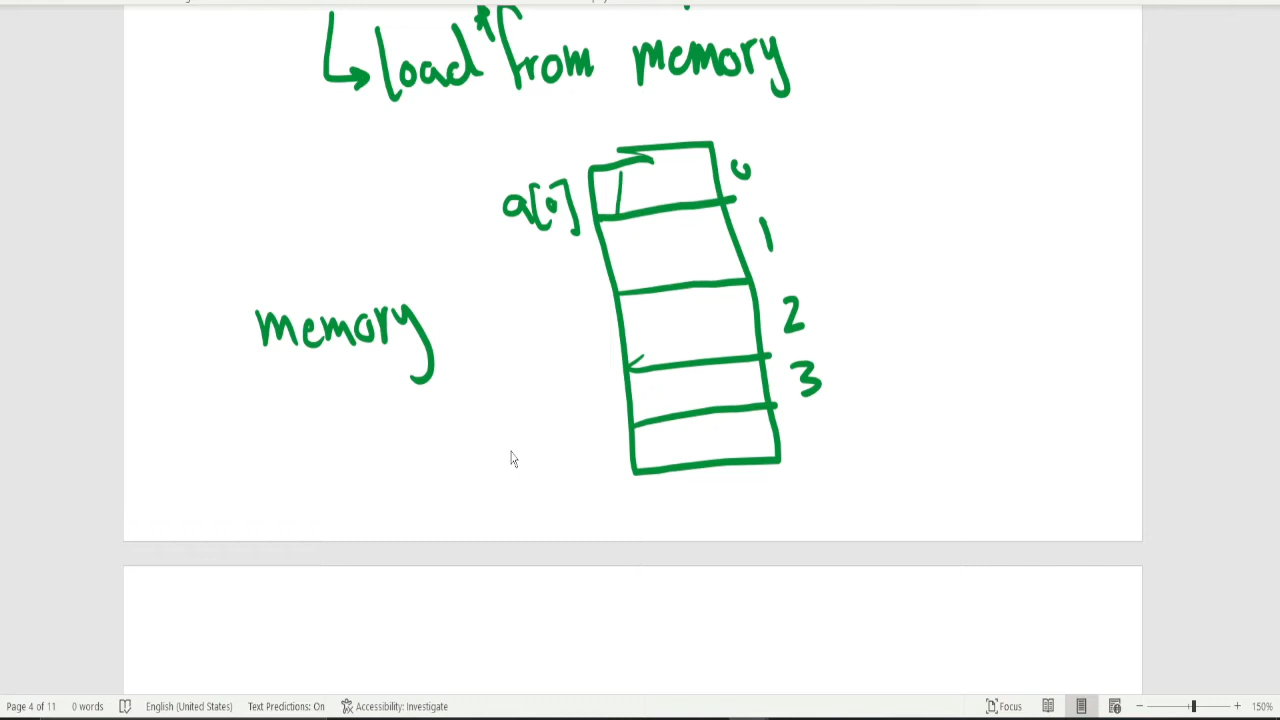 load from memory
0
a[0]
1
memory
2
3
Page 4 of 11 0 words English (United States) Text Predictions: On Accessibility: Investigate Focus 150%